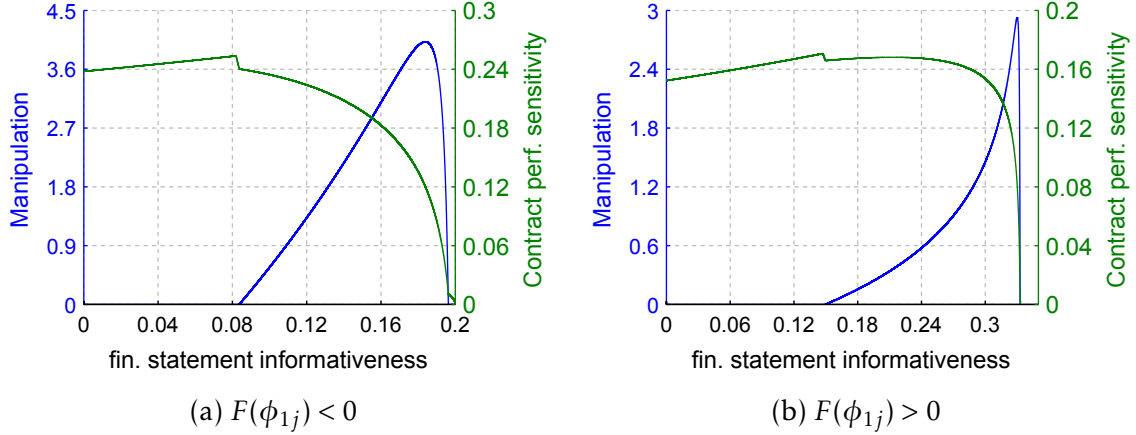 4.5
3.6
2.7
1.8
0.9
0
Manipulation
0.3
0.24
0.18
0.12
0.06
0
Contract perf. sensitivity
0 0.04 0.08 0.12 0.16 0.2
fin. statement informativeness
(a) F(ϕ1j) < 0
3
2.4
1.8
1.2
0.6
0
Manipulation
0.2
0.16
0.12
0.08
0.04
0
Contract perf. sensitivity
0 0.06 0.12 0.18 0.24 0.3
fin. statement informativeness
(b) F(ϕ1j) > 0